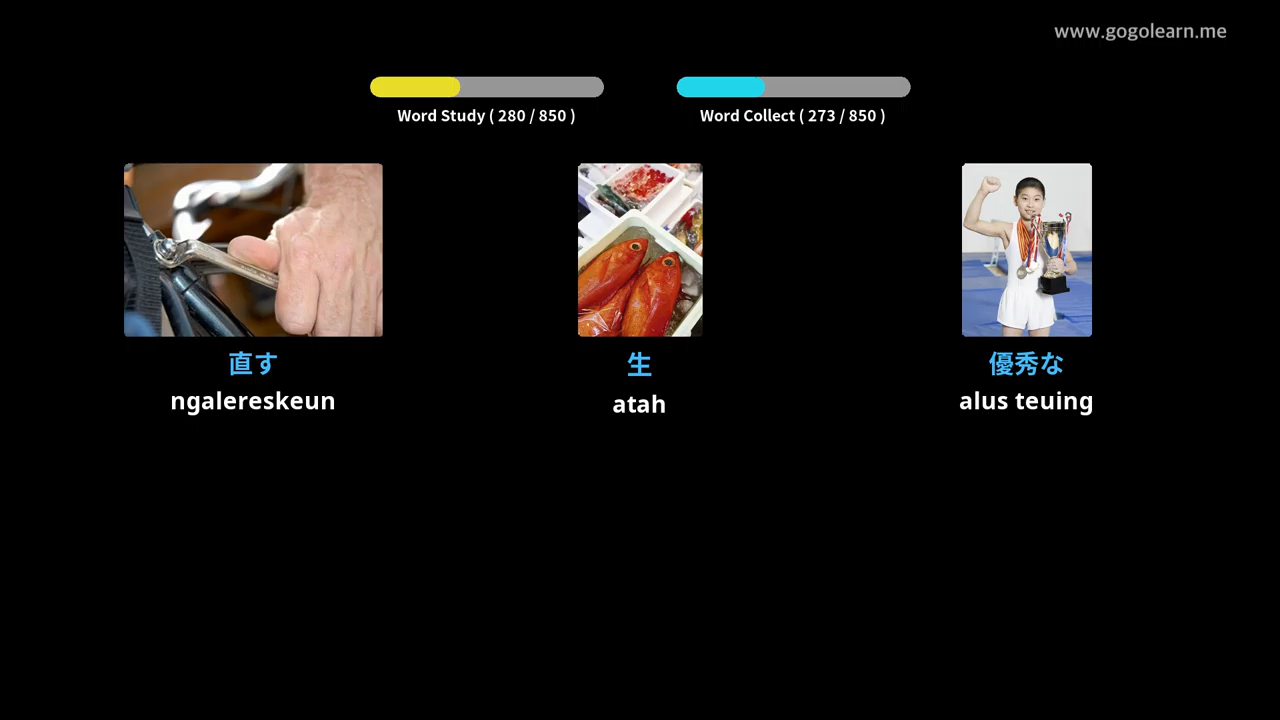 www.gogolearn.me
Word Study ( 280 / 850 )
Word Collect ( 273 / 850 )
直す
ngalereskeun
生
atah
優秀な
alus teuing